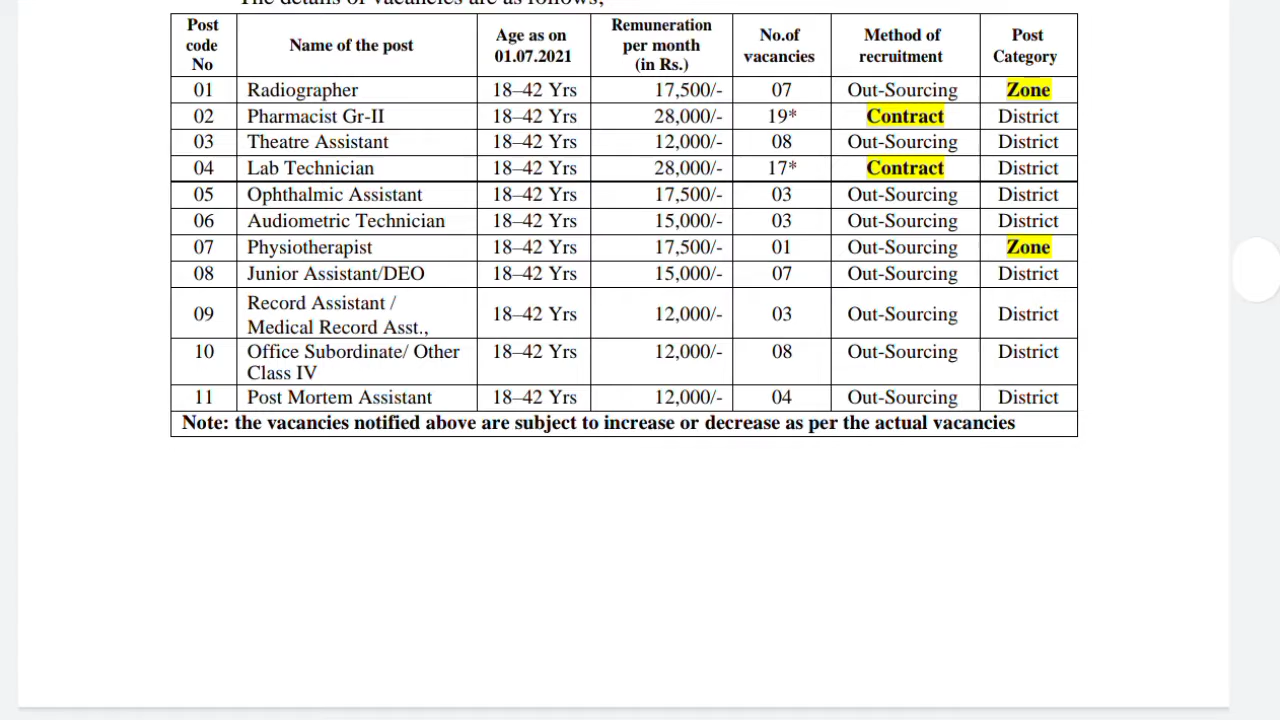 The details of vacancies are as follows;
Post code No | Name of the post | Age as on 01.07.2021 | Remuneration per month (in Rs.) | No.of vacancies | Method of recruitment | Post Category
01 | Radiographer | 18–42 Yrs | 17,500/- | 07 | Out-Sourcing | Zone
02 | Pharmacist Gr-II | 18–42 Yrs | 28,000/- | 19* | Contract | District
03 | Theatre Assistant | 18–42 Yrs | 12,000/- | 08 | Out-Sourcing | District
04 | Lab Technician | 18–42 Yrs | 28,000/- | 17* | Contract | District
05 | Ophthalmic Assistant | 18–42 Yrs | 17,500/- | 03 | Out-Sourcing | District
06 | Audiometric Technician | 18–42 Yrs | 15,000/- | 03 | Out-Sourcing | District
07 | Physiotherapist | 18–42 Yrs | 17,500/- | 01 | Out-Sourcing | Zone
08 | Junior Assistant/DEO | 18–42 Yrs | 15,000/- | 07 | Out-Sourcing | District
09 | Record Assistant / Medical Record Asst., | 18–42 Yrs | 12,000/- | 03 | Out-Sourcing | District
10 | Office Subordinate/ Other Class IV | 18–42 Yrs | 12,000/- | 08 | Out-Sourcing | District
11 | Post Mortem Assistant | 18–42 Yrs | 12,000/- | 04 | Out-Sourcing | District
Note: the vacancies notified above are subject to increase or decrease as per the actual vacancies